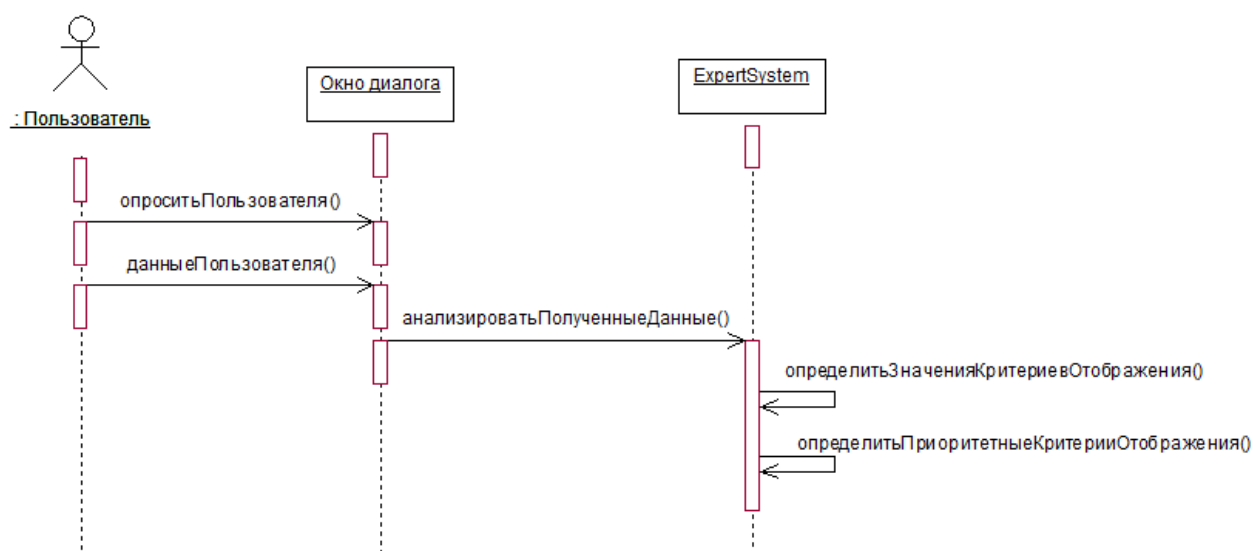 : Пользователь
Окно диалога
ExpertSystem
опроситьПользователя()
данныеПользователя()
анализироватьПолученныеДанные()
определитьЗначенияКритериевОтображения()
определитьПриоритетныеКритерииОтображения()